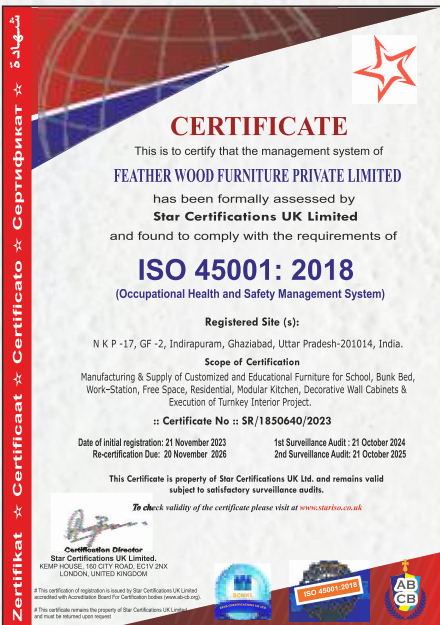 CERTIFICATE
This is to certify that the management system of
FEATHER WOOD FURNITURE PRIVATE LIMITED
has been formally assessed by
Star Certifications UK Limited
and found to comply with the requirements of
ISO 45001: 2018
(Occupational Health and Safety Management System)
Registered Site (s):
N K P -17, GF -2, Indirapuram, Ghaziabad, Uttar Pradesh-201014, India.
Scope of Certification
Manufacturing & Supply of Customized and Educational Furniture for School, Bunk Bed,
Work–Station, Free Space, Residential, Modular Kitchen, Decorative Wall Cabinets &
Execution of Turnkey Interior Project.
:: Certificate No :: SR/1850640/2023
Date of initial registration: 21 November 2023
Re-certification Due: 20 November 2026
1st Surveillance Audit : 21 October 2024
2nd Surveillance Audit: 21 October 2025
This Certificate is property of Star Certifications UK Ltd. and remains valid
subject to satisfactory surveillance audits.
To check validity of the certificate please visit at www.stariso.co.uk
Certification Director
Star Certifications UK Limited.
KEMP HOUSE, 160 CITY ROAD, EC1V 2NX
LONDON, UNITED KINGDOM
# This certification of registration is issued by Star Certifications UK Limited
accredited with Accreditation Board For Certification bodies (www.ab-cb.org).
# This certificate remains the property of Star Certifications UK Limited
and must be returned upon request
ISO 45001:2018
AB
CB
Zertifikat ☆ Certificaat ☆ Certificato ☆ Сертификат ☆ شهادة